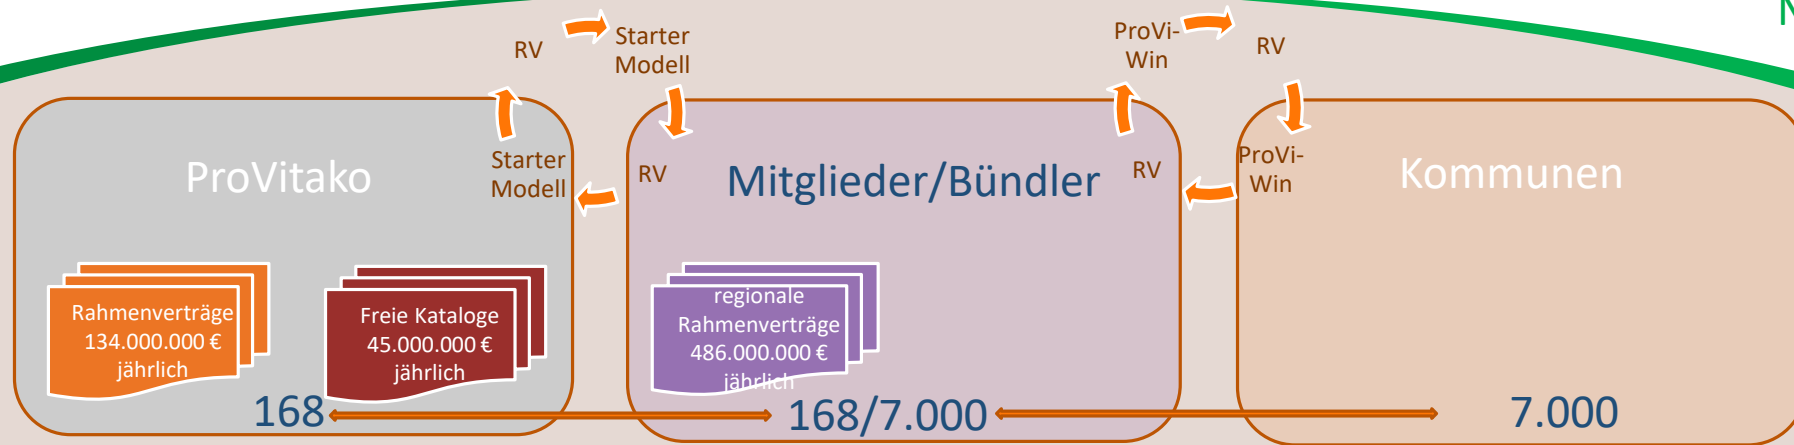 N
RV
Starter
Modell
ProVi-
Win
RV
ProVitako
Starter
Modell
RV
Mitglieder/Bündler
RV
ProVi-
Win
Kommunen
Rahmenverträge
134.000.000 €
jährlich
Freie Kataloge
45.000.000 €
jährlich
regionale
Rahmenverträge
486.000.000 €
jährlich
168
168/7.000
7.000